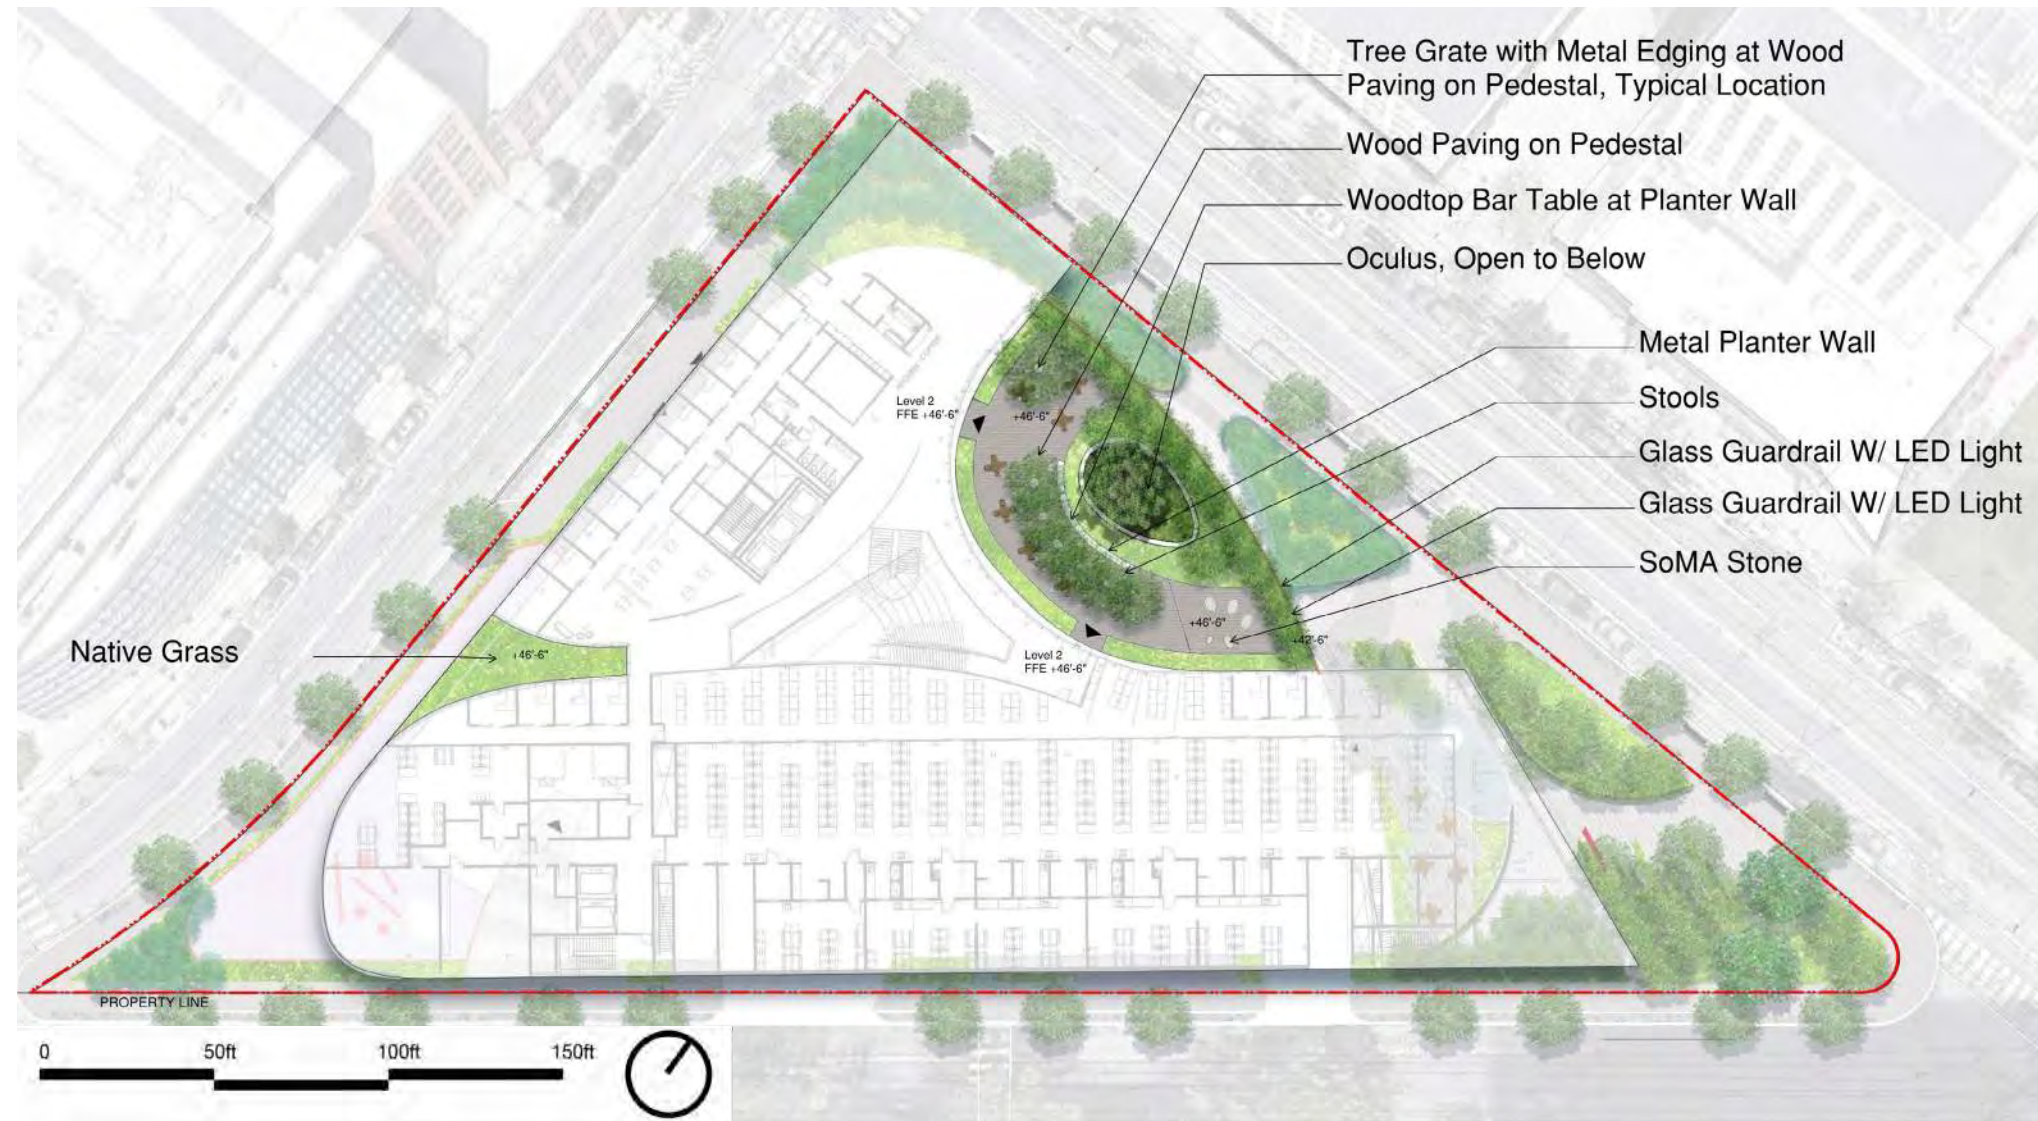 Tree Grate with Metal Edging at Wood
Paving on Pedestal, Typical Location
Wood Paving on Pedestal
Woodtop Bar Table at Planter Wall
Oculus, Open to Below
Metal Planter Wall
Stools
Glass Guardrail W/ LED Light
Glass Guardrail W/ LED Light
SoMA Stone
Level 2
FFE +46'-6"
+46'-6"
+46'-6"
+42'-6"
Level 2
FFE +46'-6"
Native Grass
+46'-6"
PROPERTY LINE
0 50ft 100ft 150ft